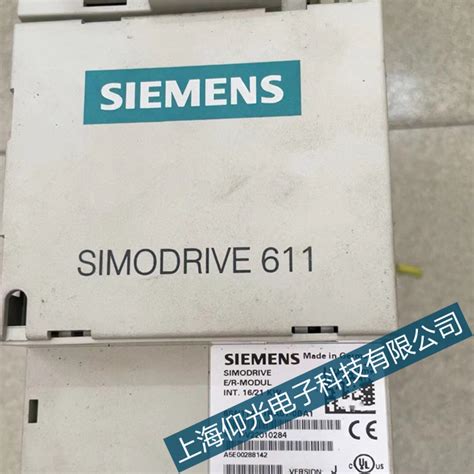 SIEMENS
SIMODRIVE 611
SIEMENS Made in
SIMODRIVE
E/R-MODUL
INT. 16/21
A5E00288142
上海仰光电子科技有限公司